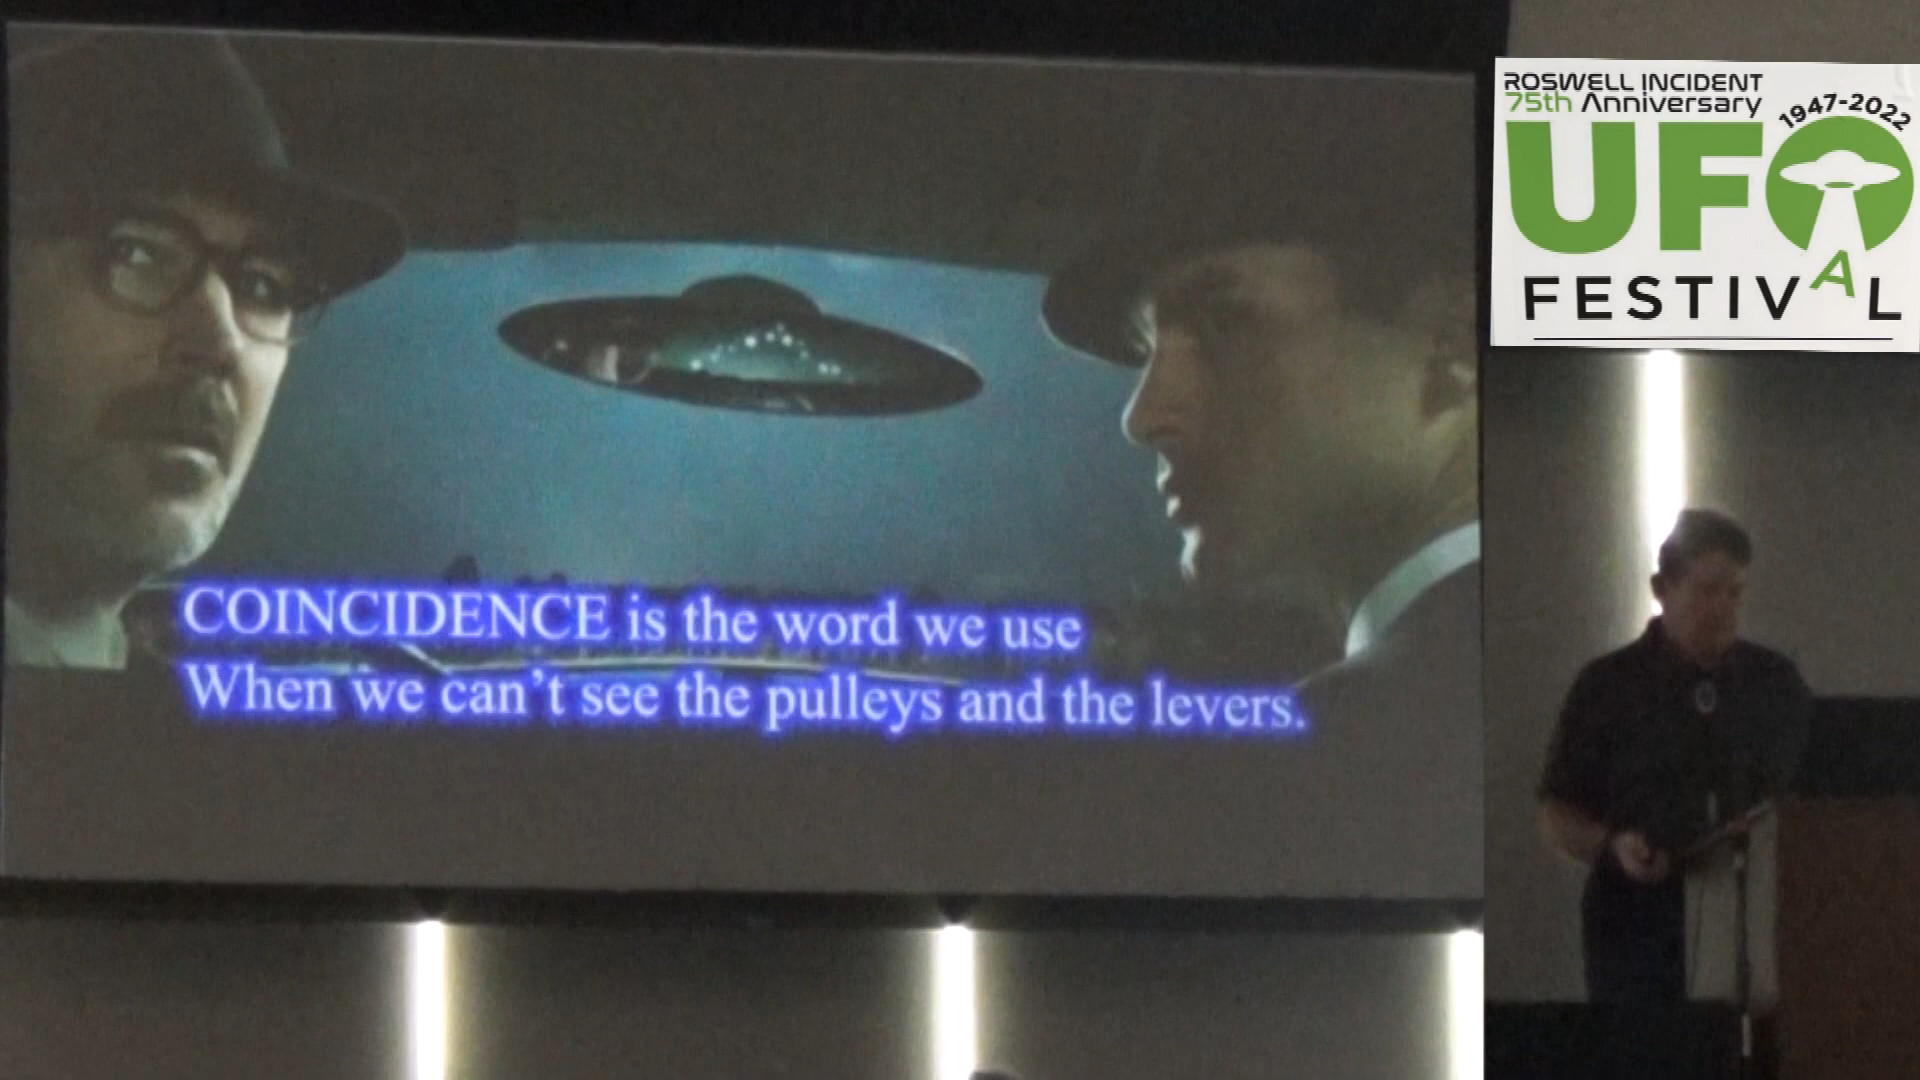 COINCIDENCE is the word we use
When we can't see the pulleys and the levers.
ROSWELL INCIDENT
75th Anniversary
1947-2022
UFO
FESTIVAL